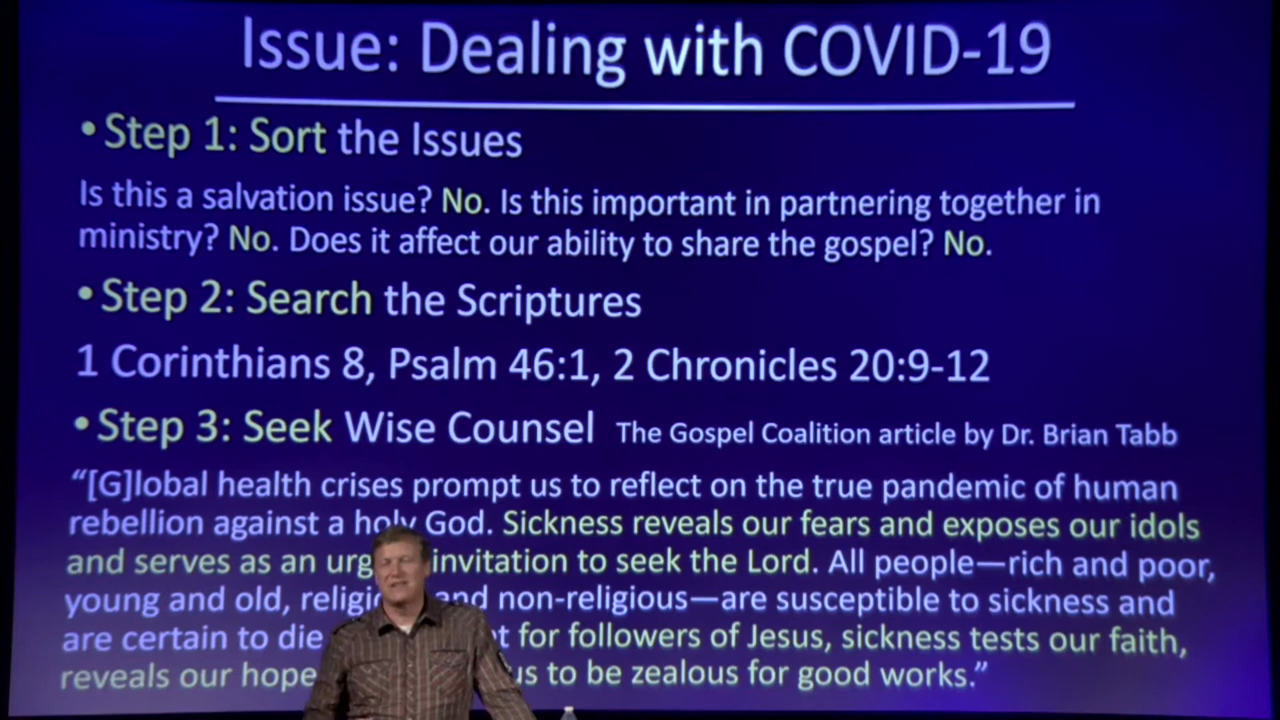 Issue: Dealing with COVID-19
• Step 1: Sort the Issues
Is this a salvation issue? No. Is this important in partnering together in
ministry? No. Does it affect our ability to share the gospel? No.
• Step 2: Search the Scriptures
1 Corinthians 8, Psalm 46:1, 2 Chronicles 20:9-12
• Step 3: Seek Wise Counsel The Gospel Coalition article by Dr. Brian Tabb
“[G]lobal health crises prompt us to reflect on the true pandemic of human
rebellion against a holy God. Sickness reveals our fears and exposes our idols
and serves as an invitation to seek the Lord. All people—rich and poor,
young and old, and non-religious—are susceptible to sickness and
are certain to die for followers of Jesus, sickness tests our faith,
reveals our hope us to be zealous for good works.”